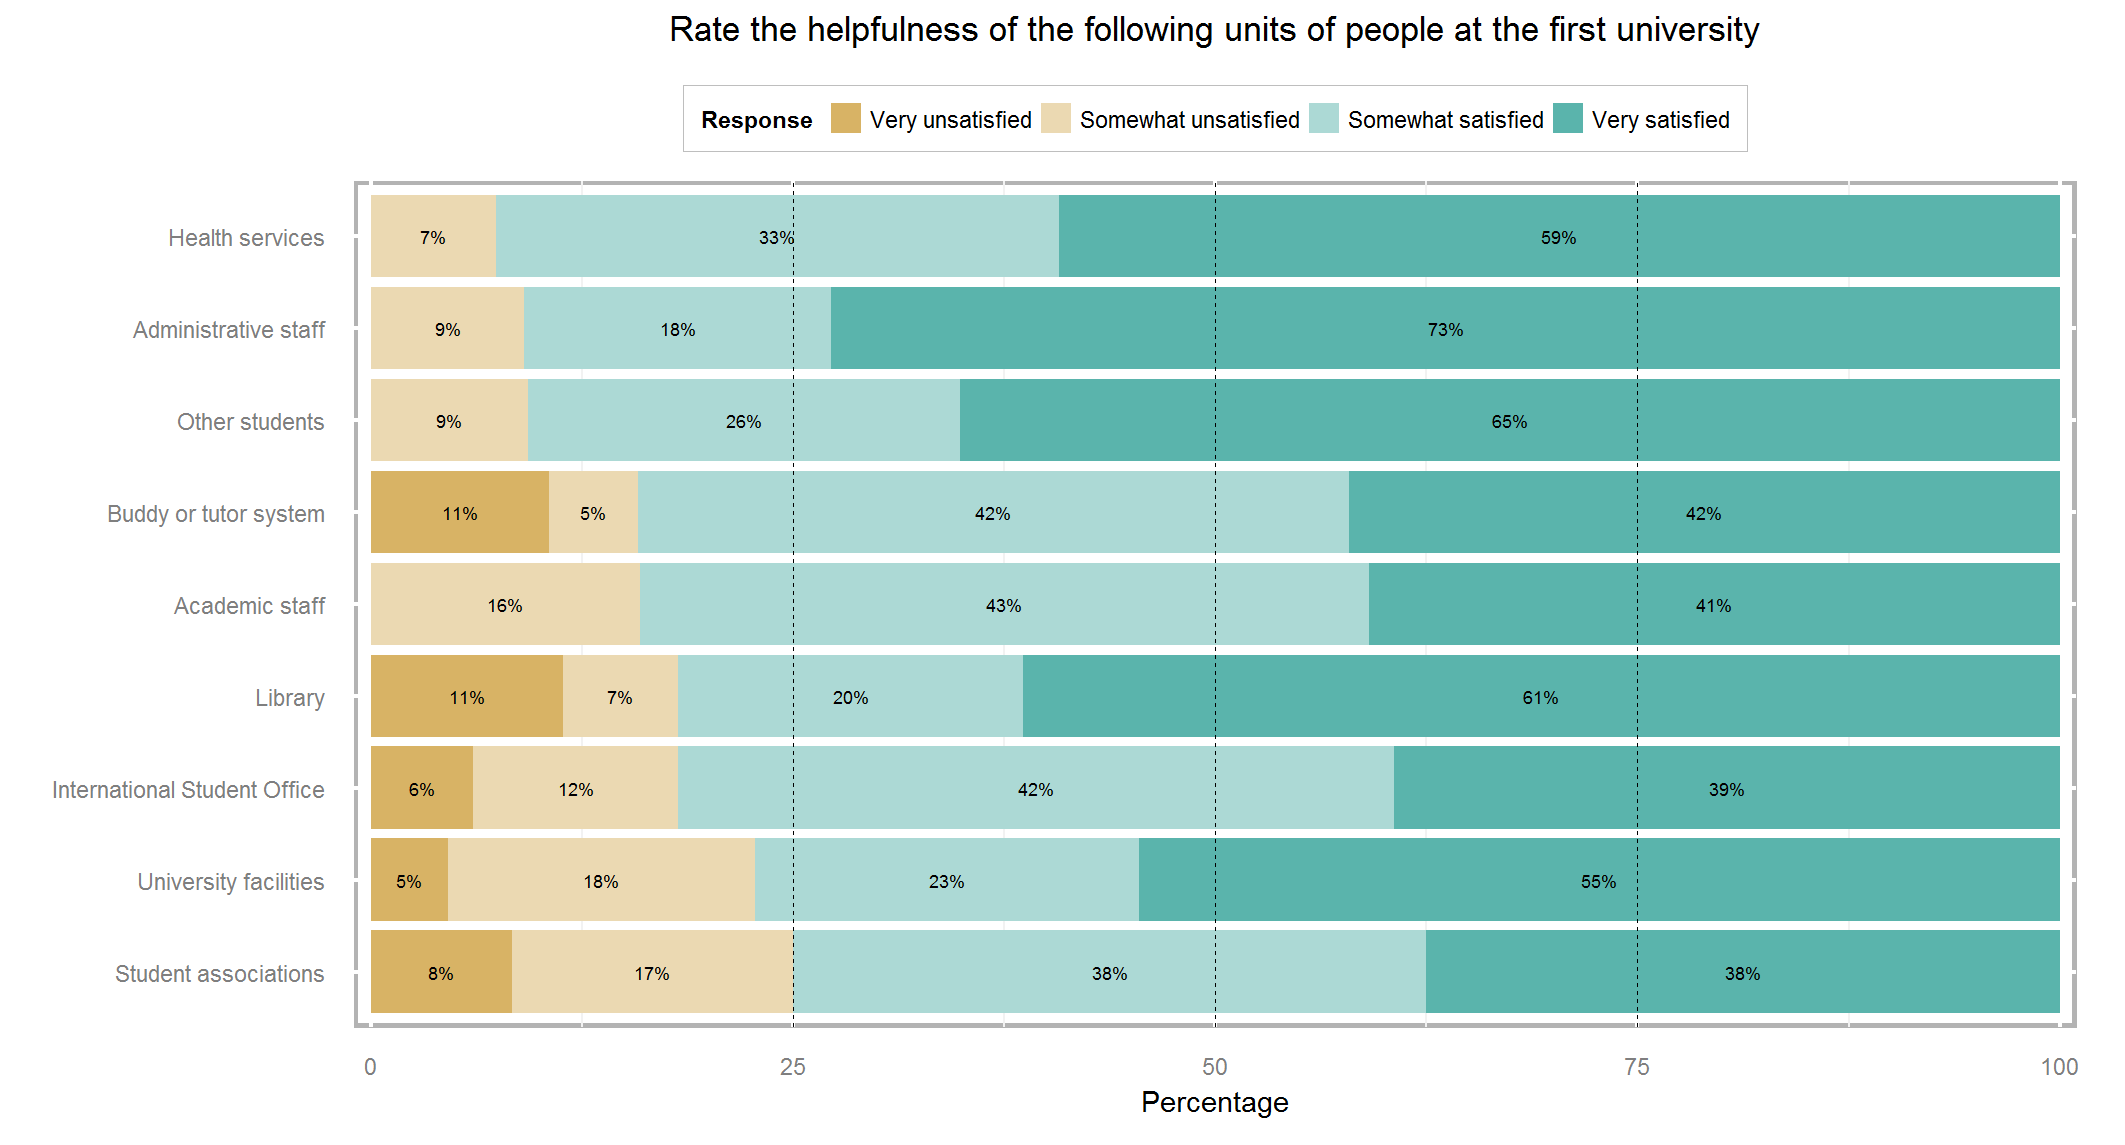 Rate the helpfulness of the following units of people at the first university
Response Very unsatisfied Somewhat unsatisfied Somewhat satisfied Very satisfied
Health services 7% 33% 59%
Administrative staff 9% 18% 73%
Other students 9% 26% 65%
Buddy or tutor system 11% 5% 42% 42%
Academic staff 16% 43% 41%
Library 11% 7% 20% 61%
International Student Office 6% 12% 42% 39%
University facilities 5% 18% 23% 55%
Student associations 8% 17% 38% 38%
0 25 50 75 100
Percentage